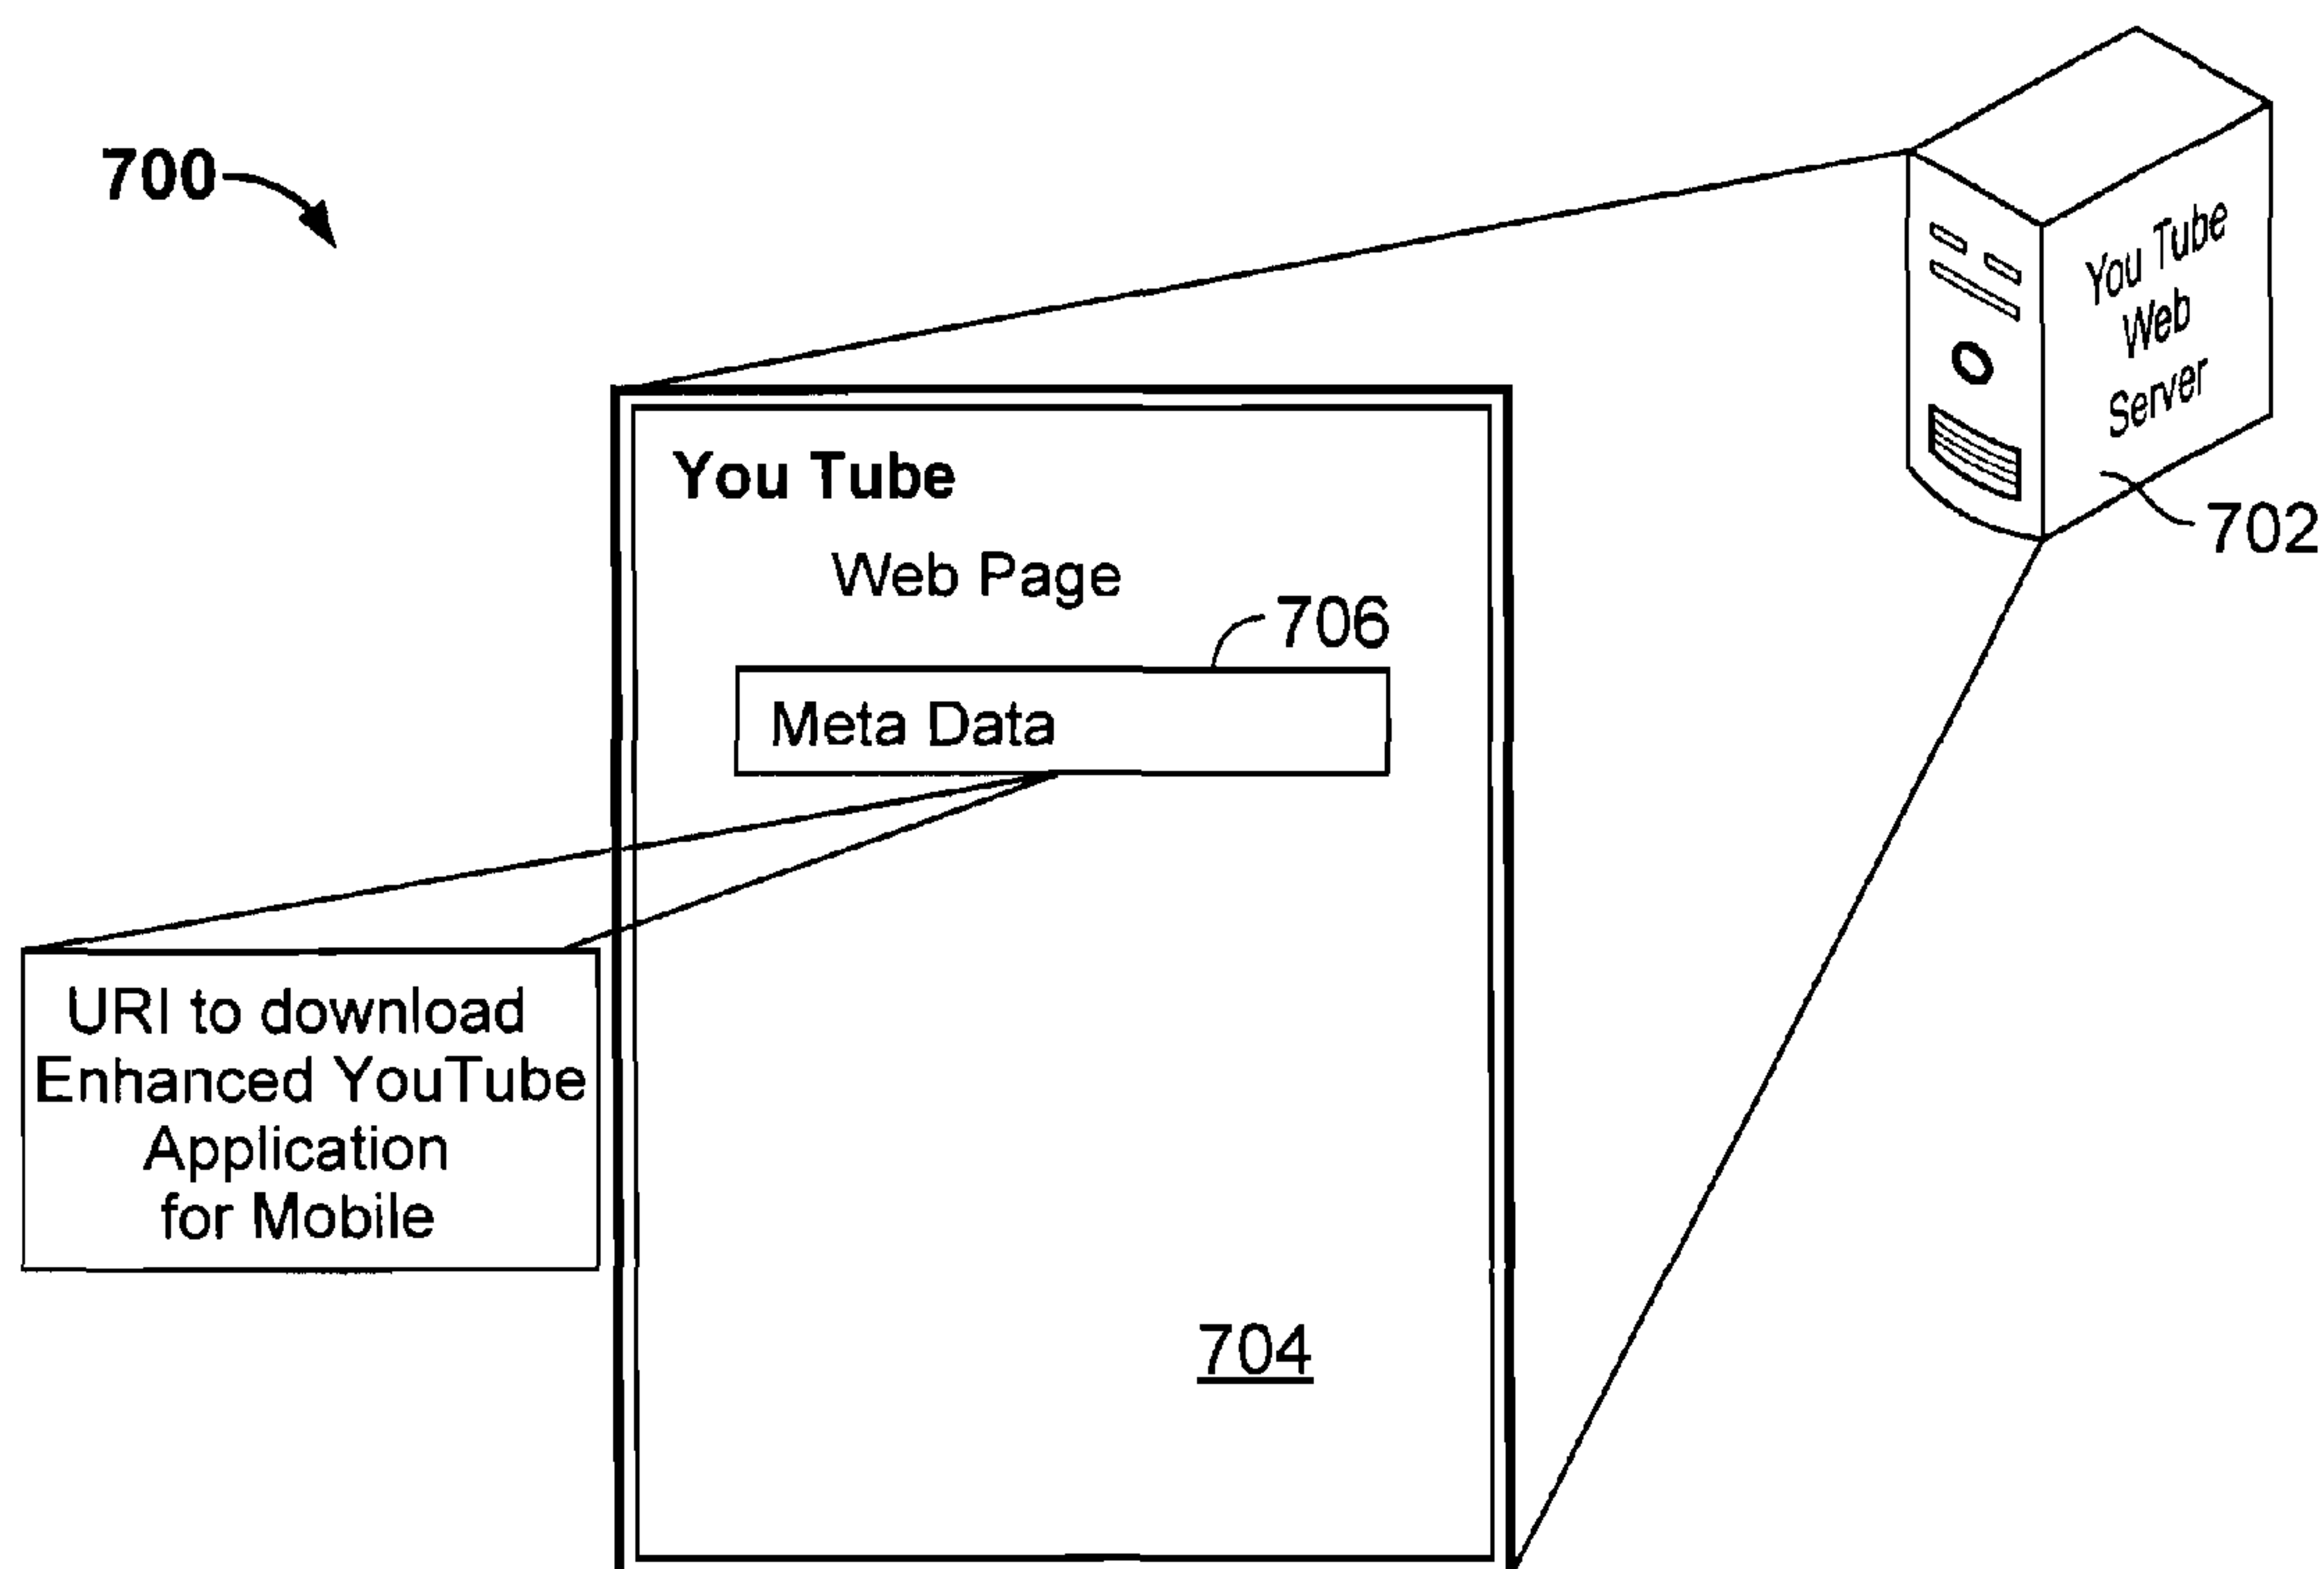 700
You Tube
Web
Server
702
You Tube
Web Page
706
Meta Data
URI to download
Enhanced YouTube
Application
for Mobile
704